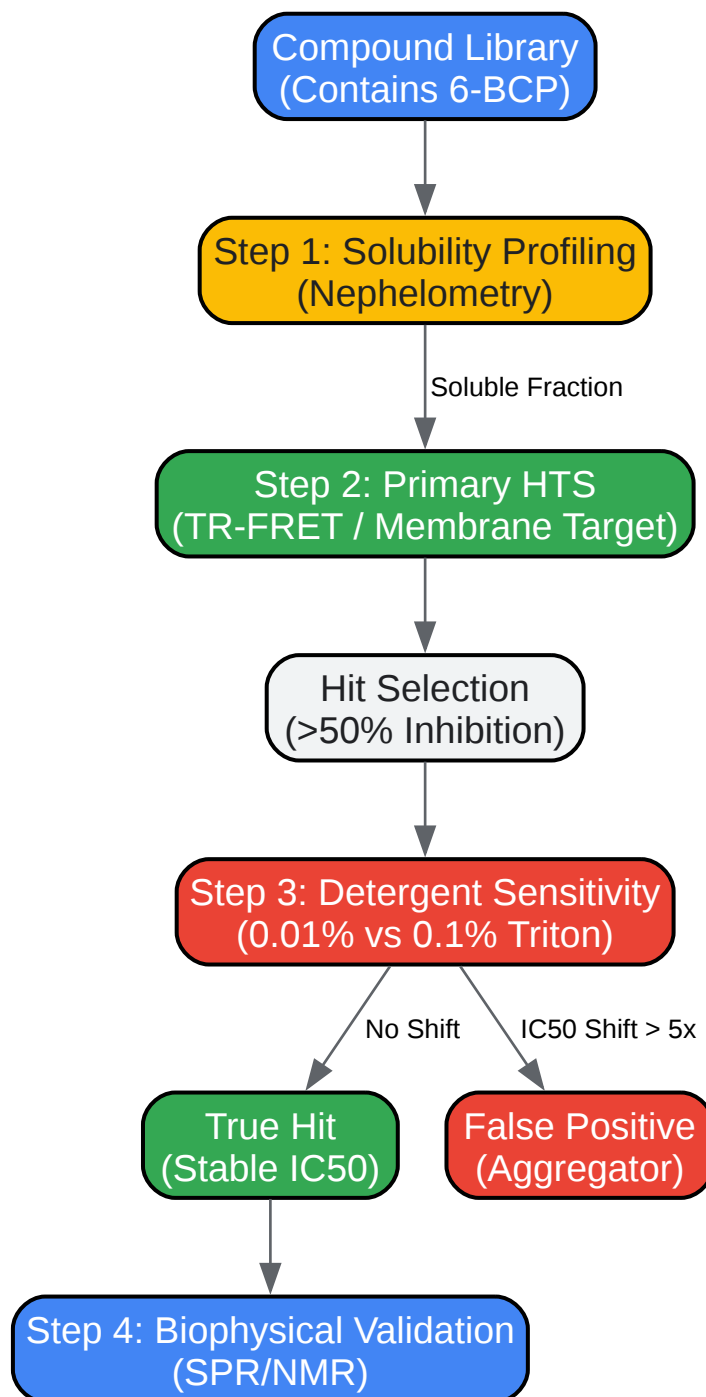 Compound Library
(Contains 6-BCP)
Step 1: Solubility Profiling
(Nephelometry)
Soluble Fraction
Step 2: Primary HTS
(TR-FRET / Membrane Target)
Hit Selection
(>50% Inhibition)
Step 3: Detergent Sensitivity
(0.01% vs 0.1% Triton)
No Shift
IC50 Shift > 5x
True Hit
(Stable IC50)
False Positive
(Aggregator)
Step 4: Biophysical Validation
(SPR/NMR)